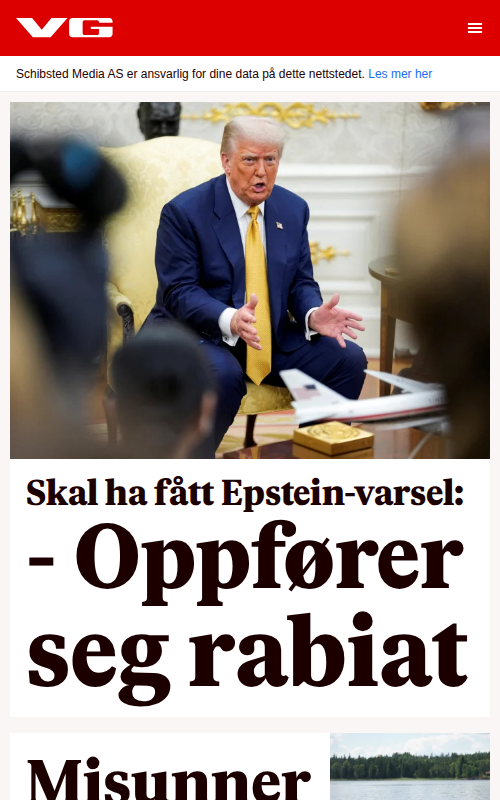 VG
Schibsted Media AS er ansvarlig for dine data på dette nettstedet. Les mer her
Skal ha fått Epstein-varsel:
- Oppfører
seg rabiat
Misunner